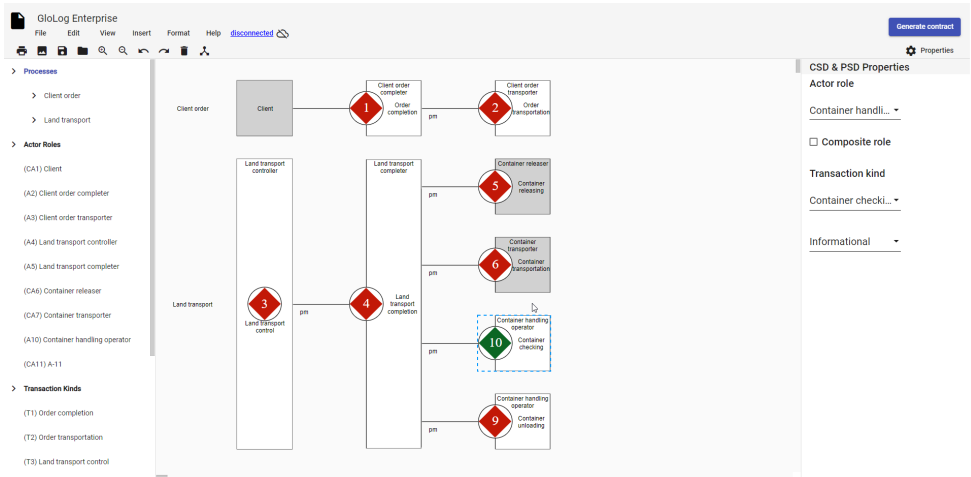 GloLog Enterprise
File Edit View Insert Format Help disconnected
Generate contract
Properties
Processes
Client order
Land transport
Actor Roles
(CA1) Client
(A2) Client order completer
(A3) Client order transporter
(A4) Land transport controller
(A5) Land transport completer
(CA6) Container releaser
(CA7) Container transporter
(A10) Container handling operator
(CA11) A-11
Transaction Kinds
(T1) Order completion
(T2) Order transportation
(T3) Land transport control
Client order
Client
Client order
completer
1
Order
completion
pm
Client order
transporter
2
Order
transportation
Land transport
Land transport
controller
3
Land transport
control
pm
Land transport
completer
4
Land
transport
completion
pm
Container releaser
5
Container
releasing
pm
Container
transporter
6
Container
transportation
pm
Container handling
operator
10
Container
checking
pm
Container handling
operator
9
Container
unloading
CSD & PSD Properties
Actor role
Container handli...
Composite role
Transaction kind
Container checki...
Informational